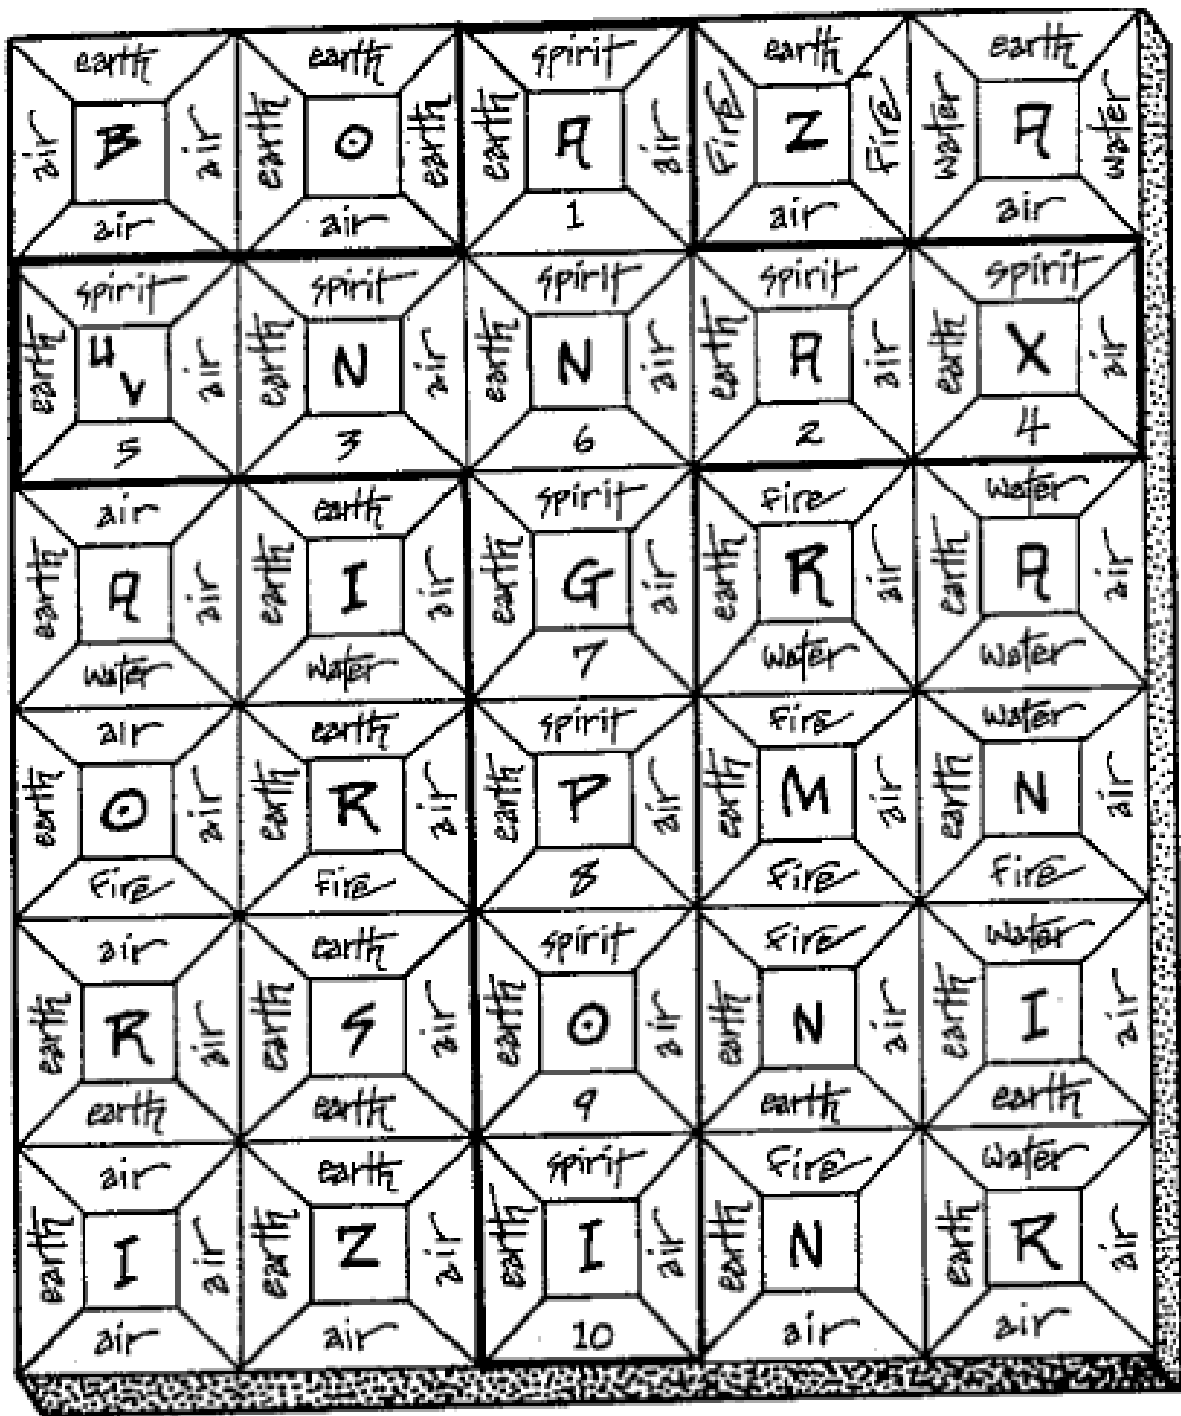 earth earth spirit earth earth
air B air earth O earth earth A air Fire Z Fire water A water
air air 1 air air
spirit spirit spirit spirit spirit
earth u v air earth N air earth N air earth A air earth X air
5 3 6 2 4
air earth spirit Fire water
earth A air earth I air earth G air earth R air earth A air
water water 7 water water
air earth spirit Fire water
earth O air earth R air earth P air earth M air earth N air
Fire Fire 8 Fire Fire
air earth spirit Fire water
earth R air earth S air earth O air earth N air earth I air
earth earth 9 earth earth
air earth spirit Fire water
earth I air earth Z air earth I air earth N air earth R air
air air 10 air air